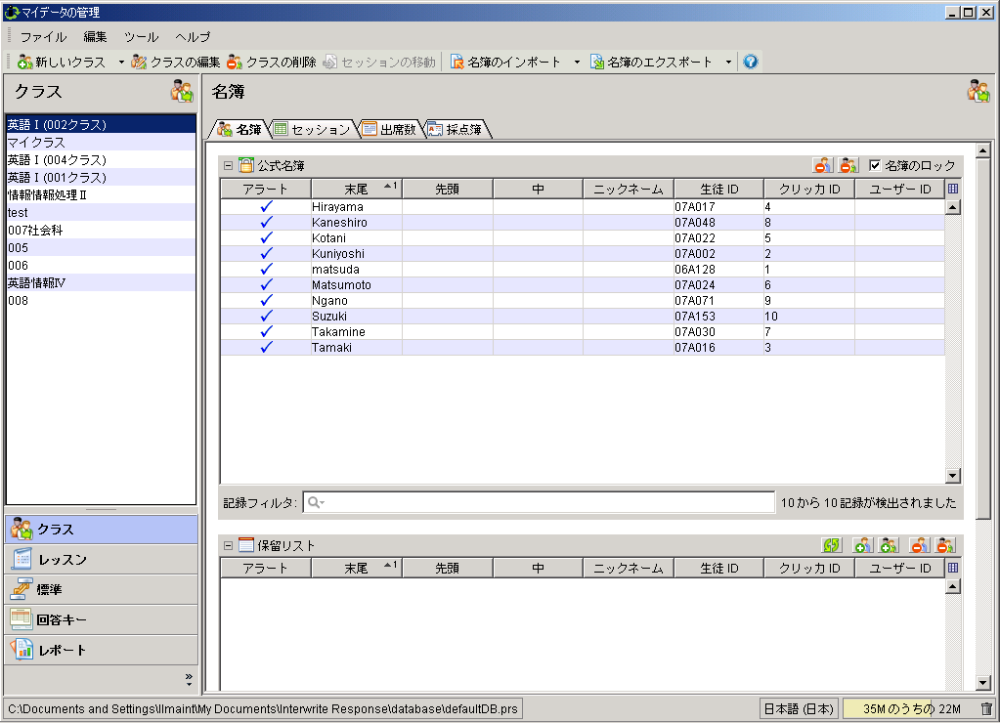 マイデータの管理
ファイル 編集 ツール ヘルプ
新しいクラス クラスの編集 クラスの削除 セッションの移動 名簿のインポート 名簿のエクスポート
クラス
英語Ⅰ(002クラス)
マイクラス
英語Ⅰ(004クラス)
英語Ⅰ(001クラス)
情報情報処理Ⅱ
test
007社会科
005
006
英語情報Ⅳ
008
クラス
レッスン
標準
回答キー
レポート
名簿
名簿 セッション 出席数 採点簿
公式名簿 名簿のロック
アラート 末尾 1 先頭 中 ニックネーム 生徒 ID クリッカ ID ユーザー ID
Hirayama 07A017 4
Kaneshiro 07A048 8
Kotani 07A022 5
Kuniyoshi 07A002 2
matsuda 06A128 1
Matsumoto 07A024 6
Ngano 07A071 9
Suzuki 07A153 10
Takamine 07A030 7
Tamaki 07A016 3
記録フィルタ: 10 から 10 記録が検出されました
保留リスト
アラート 末尾 1 先頭 中 ニックネーム 生徒 ID クリッカ ID ユーザー ID
C:\Documents and Settings\llmaint\My Documents\Interwrite Response\database\defaultDB.prs 日本語 (日本) 35M のうちの 22M